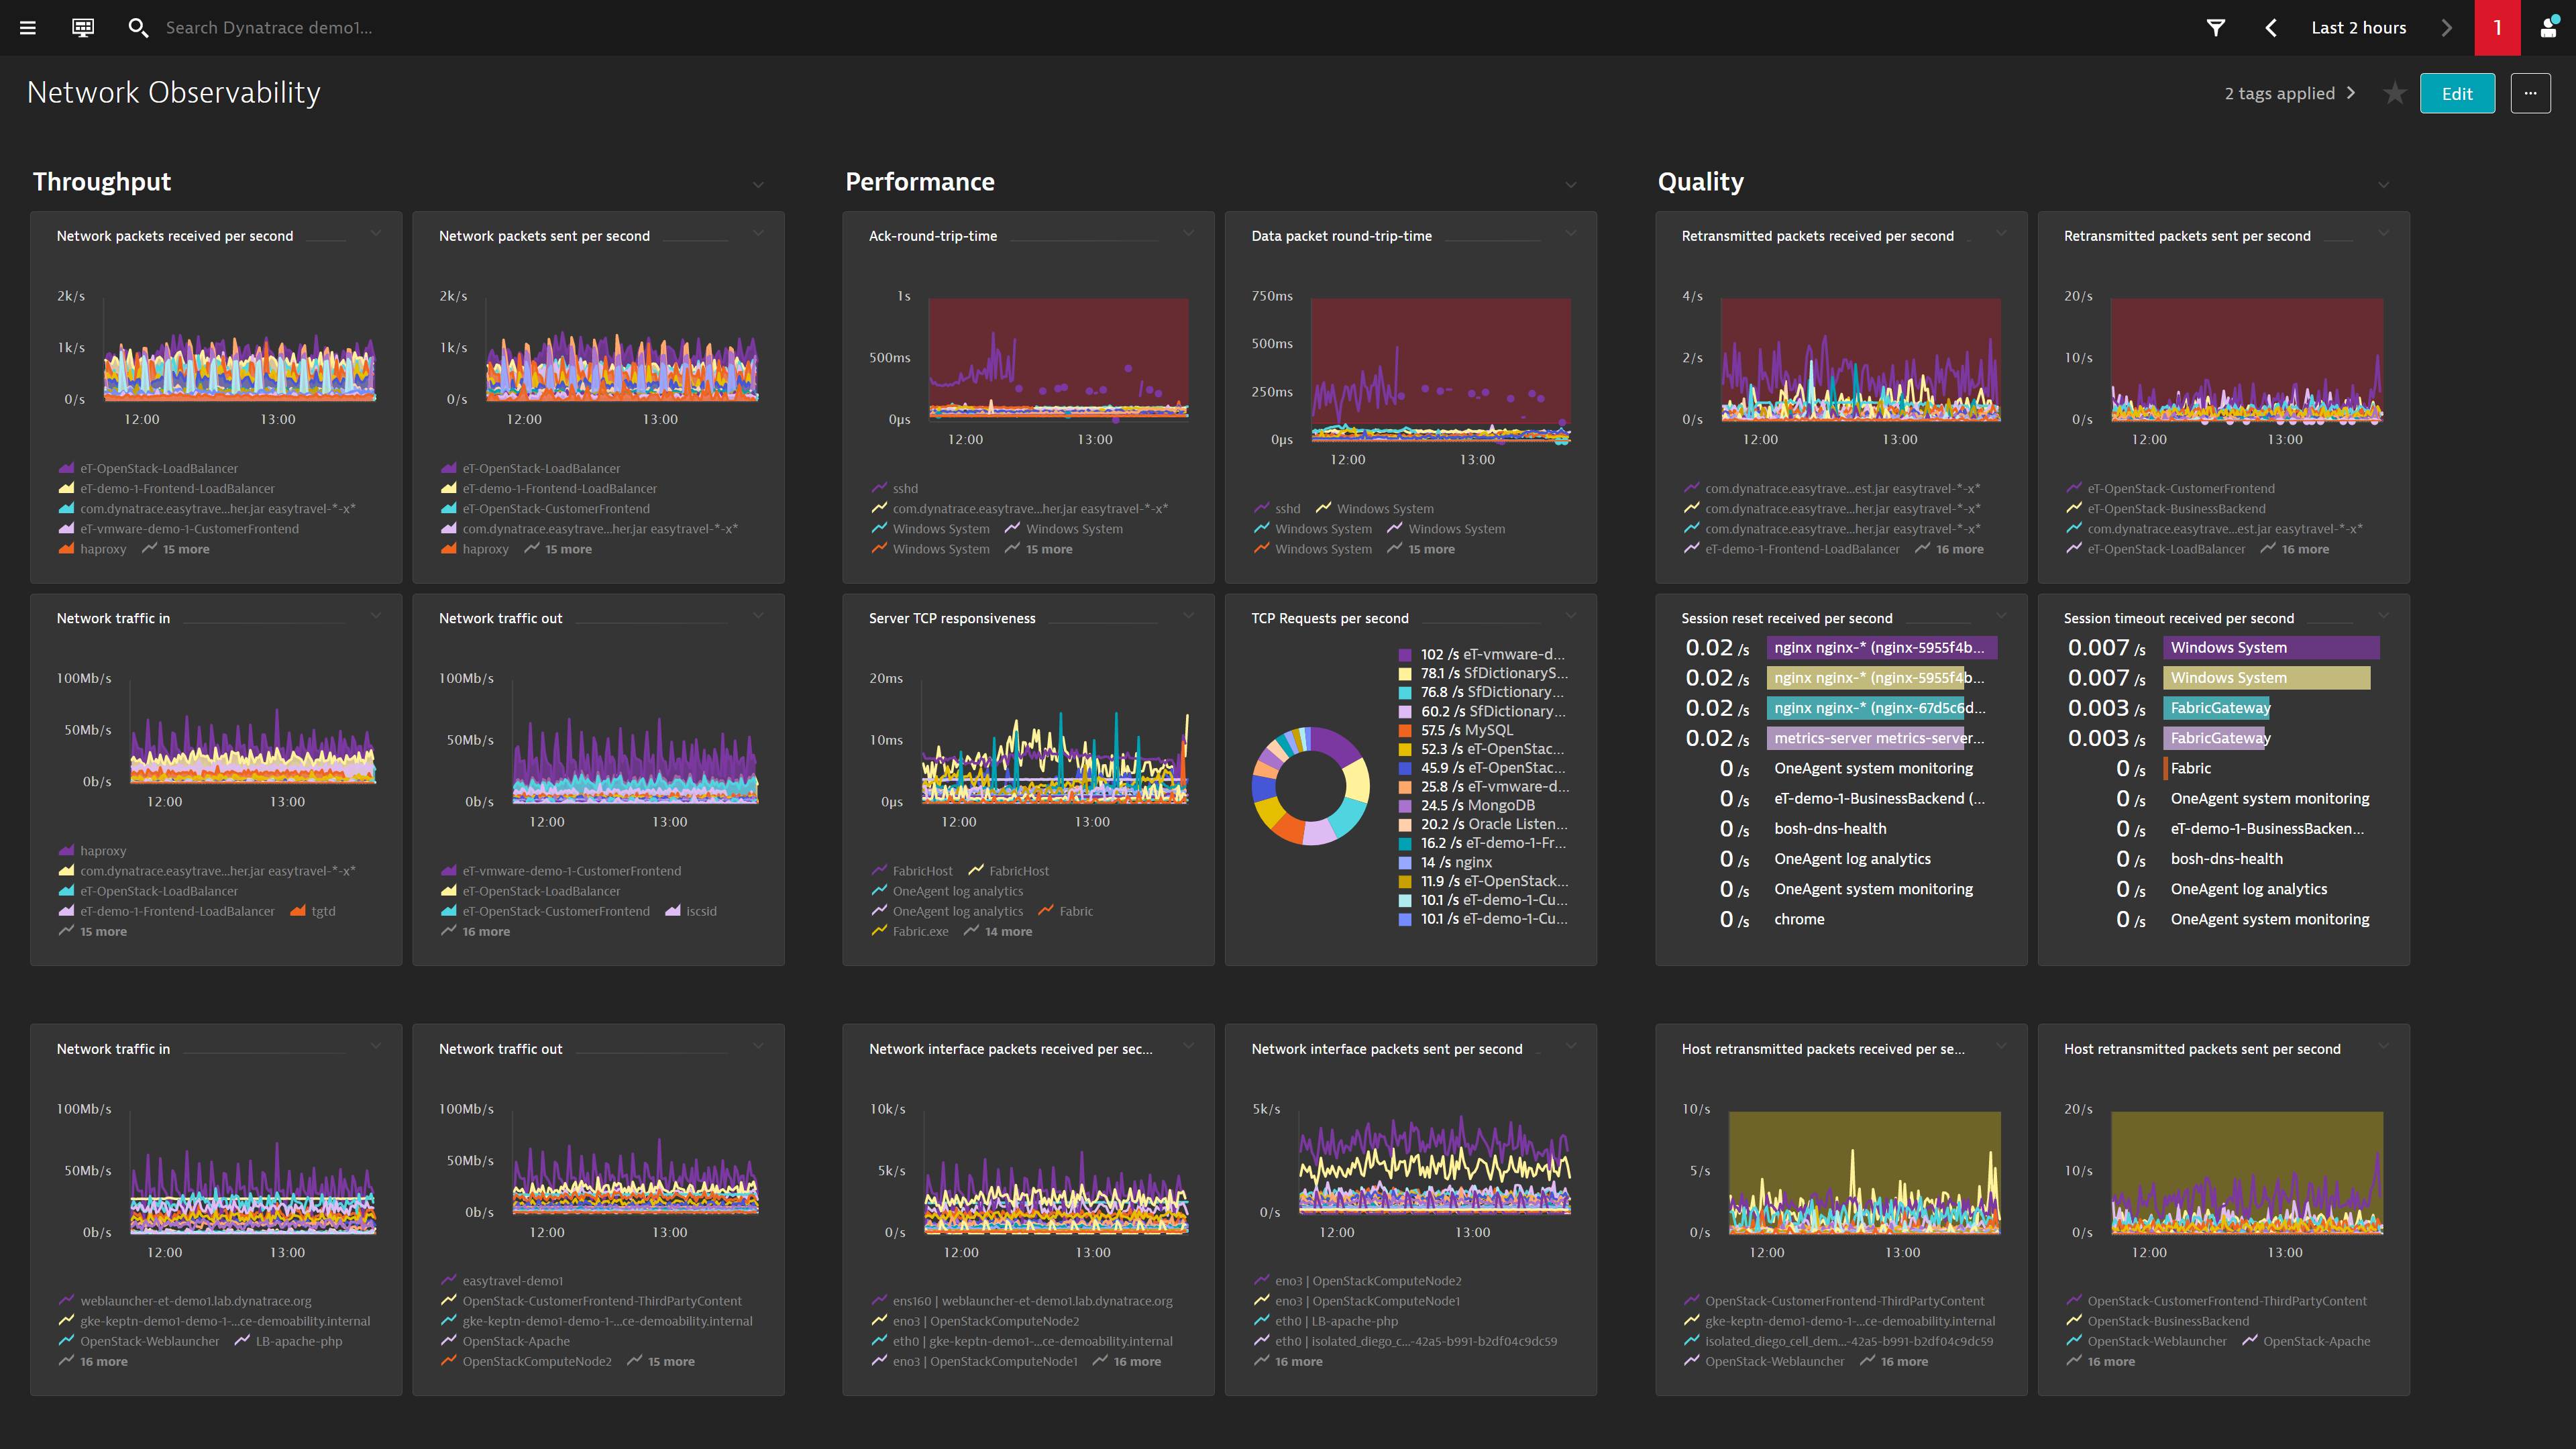 Search Dynatrace demo1...
Last 2 hours
1
Network Observability
2 tags applied
Edit
Throughput
Network packets received per second
2k/s
1k/s
0/s
12:00 13:00
eT-OpenStack-LoadBalancer
eT-demo-1-Frontend-LoadBalancer
com.dynatrace.easytrave...her.jar easytravel-*-x*
eT-vmware-demo-1-CustomerFrontend
haproxy 15 more
Network packets sent per second
2k/s
1k/s
0/s
12:00 13:00
eT-OpenStack-LoadBalancer
eT-demo-1-Frontend-LoadBalancer
eT-OpenStack-CustomerFrontend
com.dynatrace.easytrave...her.jar easytravel-*-x*
haproxy 15 more
Network traffic in
100Mb/s
50Mb/s
0b/s
12:00 13:00
haproxy
com.dynatrace.easytrave...her.jar easytravel-*-x*
eT-OpenStack-LoadBalancer
eT-demo-1-Frontend-LoadBalancer tgtd
15 more
Network traffic out
100Mb/s
50Mb/s
0b/s
12:00 13:00
eT-vmware-demo-1-CustomerFrontend
eT-OpenStack-LoadBalancer
eT-OpenStack-CustomerFrontend iscsid
16 more
Network traffic in
100Mb/s
50Mb/s
0b/s
12:00 13:00
weblauncher-et-demo1.lab.dynatrace.org
gke-keptn-demo1-demo-1-...ce-demoability.internal
OpenStack-Weblauncher LB-apache-php
16 more
Network traffic out
100Mb/s
50Mb/s
0b/s
12:00 13:00
easytravel-demo1
OpenStack-CustomerFrontend-ThirdPartyContent
gke-keptn-demo1-demo-1-...ce-demoability.internal
OpenStack-Apache
OpenStackComputeNode2 15 more
Performance
Ack-round-trip-time
1s
500ms
0µs
12:00 13:00
sshd
com.dynatrace.easytrave...her.jar easytravel-*-x*
Windows System Windows System
Windows System 15 more
Data packet round-trip-time
750ms
500ms
250ms
0µs
12:00 13:00
sshd Windows System
Windows System Windows System
Windows System 15 more
Server TCP responsiveness
20ms
10ms
0µs
12:00 13:00
FabricHost FabricHost
OneAgent log analytics
OneAgent log analytics Fabric
Fabric.exe 14 more
TCP Requests per second
102 /s eT-vmware-d...
78.1 /s SfDictionaryS...
76.8 /s SfDictionary...
60.2 /s SfDictionary...
57.5 /s MySQL
52.3 /s eT-OpenStac...
45.9 /s eT-OpenStac...
25.8 /s eT-vmware-d...
24.5 /s MongoDB
20.2 /s Oracle Listen...
16.2 /s eT-demo-1-Fr...
14 /s nginx
11.9 /s eT-OpenStack...
10.1 /s eT-demo-1-Cu...
10.1 /s eT-demo-1-Cu...
Network interface packets received per sec...
10k/s
5k/s
0/s
12:00 13:00
ens160 | weblauncher-et-demo1.lab.dynatrace.org
eno3 | OpenStackComputeNode2
eth0 | gke-keptn-demo1-...ce-demoability.internal
eno3 | OpenStackComputeNode1 16 more
Network interface packets sent per second
5k/s
0/s
12:00 13:00
eno3 | OpenStackComputeNode2
eno3 | OpenStackComputeNode1
eth0 | LB-apache-php
eth0 | isolated_diego_c...-42a5-b991-b2df04c9dc59
16 more
Quality
Retransmitted packets received per second
4/s
2/s
0/s
12:00 13:00
com.dynatrace.easytrave...est.jar easytravel-*-x*
com.dynatrace.easytrave...her.jar easytravel-*-x*
com.dynatrace.easytrave...her.jar easytravel-*-x*
eT-demo-1-Frontend-LoadBalancer 16 more
Retransmitted packets sent per second
20/s
10/s
0/s
12:00 13:00
eT-OpenStack-CustomerFrontend
eT-OpenStack-BusinessBackend
com.dynatrace.easytrave...est.jar easytravel-*-x*
eT-OpenStack-LoadBalancer 16 more
Session reset received per second
0.02 /s nginx nginx-* (nginx-5955f4b...
0.02 /s nginx nginx-* (nginx-5955f4b...
0.02 /s nginx nginx-* (nginx-67d5c6d...
0.02 /s metrics-server metrics-server...
0 /s OneAgent system monitoring
0 /s eT-demo-1-BusinessBackend (...
0 /s bosh-dns-health
0 /s OneAgent log analytics
0 /s OneAgent system monitoring
0 /s chrome
Session timeout received per second
0.007 /s Windows System
0.007 /s Windows System
0.003 /s FabricGateway
0.003 /s FabricGateway
0 /s Fabric
0 /s OneAgent system monitoring
0 /s eT-demo-1-BusinessBacken...
0 /s bosh-dns-health
0 /s OneAgent log analytics
0 /s OneAgent system monitoring
Host retransmitted packets received per se...
10/s
5/s
0/s
12:00 13:00
OpenStack-CustomerFrontend-ThirdPartyContent
gke-keptn-demo1-demo-1-...ce-demoability.internal
isolated_diego_cell_dem...-42a5-b991-b2df04c9dc59
OpenStack-Weblauncher 16 more
Host retransmitted packets sent per second
20/s
10/s
0/s
12:00 13:00
OpenStack-CustomerFrontend-ThirdPartyContent
OpenStack-BusinessBackend
OpenStack-Weblauncher OpenStack-Apache
16 more